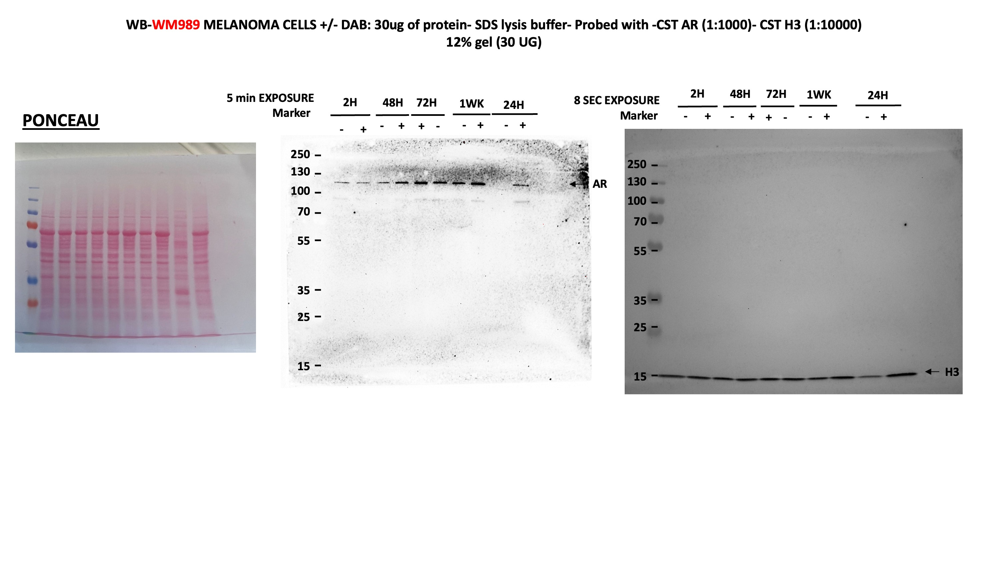 WB-WM989 MELANOMA CELLS +/- DAB: 30ug of protein- SDS lysis buffer- Probed with -CST AR (1:1000)- CST H3 (1:10000)
12% gel (30 UG)
PONCEAU
5 min EXPOSURE
Marker
2H 48H 72H 1WK 24H
- + - + + - - + - +
250
130
100
70
55
35
25
15
AR
8 SEC EXPOSURE
Marker
2H 48H 72H 1WK 24H
- + - + + - - + - +
250
130
100
70
55
35
25
15
H3